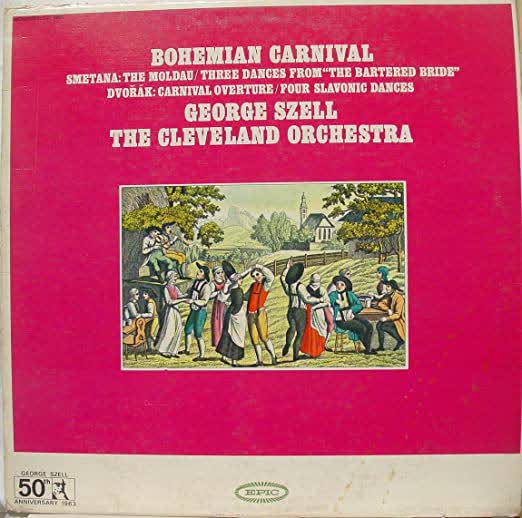 BOHEMIAN CARNIVAL
SMETANA: THE MOLDAU/THREE DANCES FROM "THE BARTERED BRIDE"
DVOŘÁK: CARNIVAL OVERTURE/FOUR SLAVONIC DANCES
GEORGE SZELL
THE CLEVELAND ORCHESTRA
GEORGE SZELL
50th
ANNIVERSARY 1963
EPIC